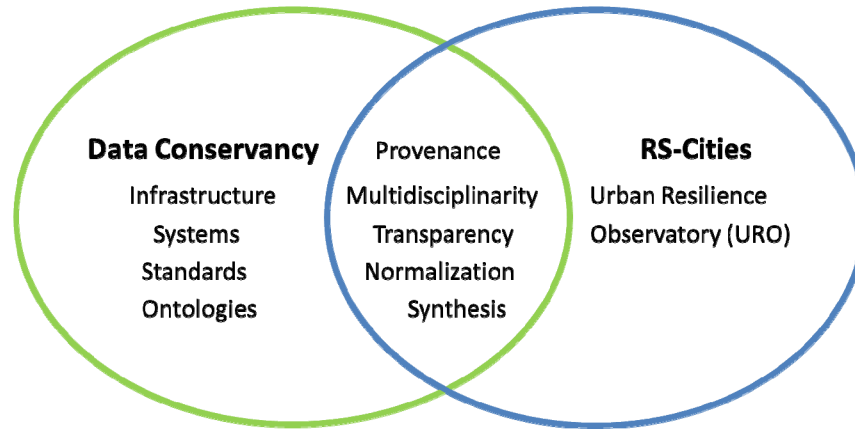 Data Conservancy
Infrastructure
Systems
Standards
Ontologies
Provenance
Multidisciplinarity
Transparency
Normalization
Synthesis
RS-Cities
Urban Resilience
Observatory (URO)